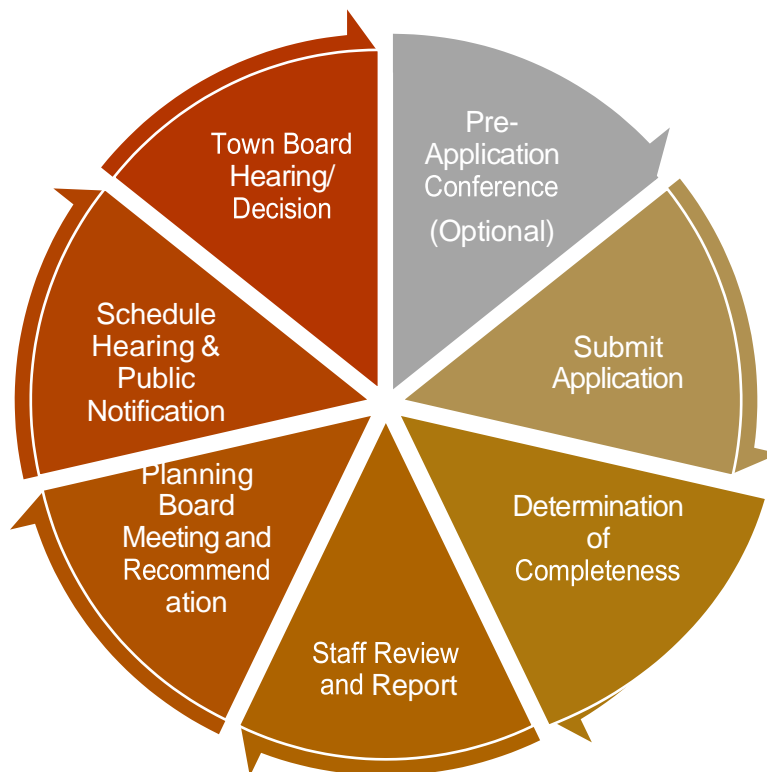 Pre-
Application
Conference
(Optional)
Submit
Application
Determination
of
Completeness
Staff Review
and Report
Planning
Board
Meeting and
Recommend
ation
Schedule
Hearing &
Public
Notification
Town Board
Hearing/
Decision